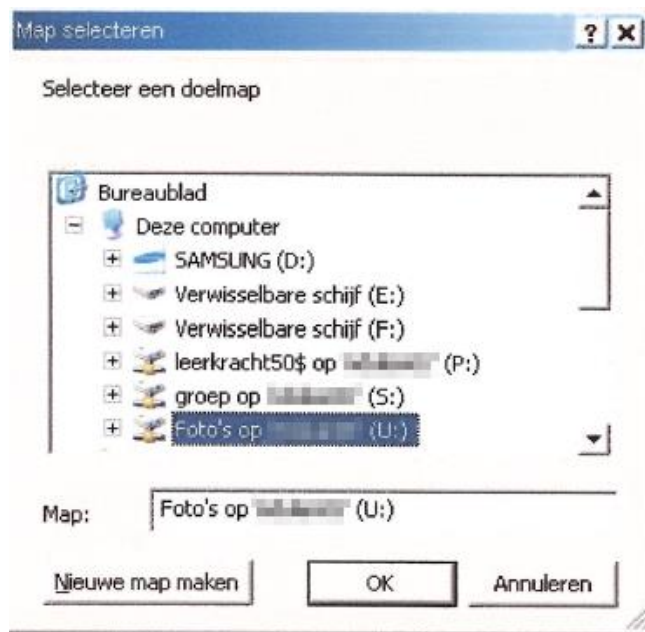 Map selecteren
Selecteer een doelmap
Bureaublad
Deze computer
SAMSUNG (D:)
Verwisselbare schijf (E:)
Verwisselbare schijf (F:)
leerkracht50$ op (P:)
groep op (S:)
Foto's op (U:)
Map: Foto's op (U:)
Nieuwe map maken OK Annuleren